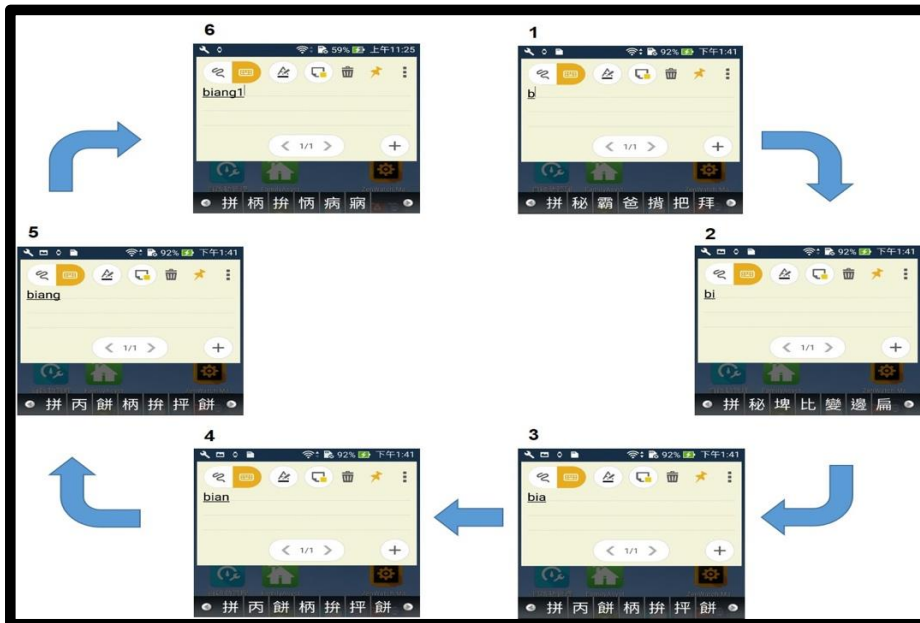 6
59% 上午11:25
biang1
1/1
拼 柄 拚 怲 病 寎
1
92% 下午1:41
b
1/1
拼 秘 霸 爸 揹 把 拜
5
92% 下午1:41
biang
1/1
拼 丙 餅 柄 拚 抨 餅
2
92% 下午1:41
bi
1/1
拼 秘 埤 比 變 邊 扁
4
92% 下午1:41
bian
1/1
拼 丙 餅 柄 拚 抨 餅
3
92% 下午1:41
bia
1/1
拼 丙 餅 柄 拚 抨 餅